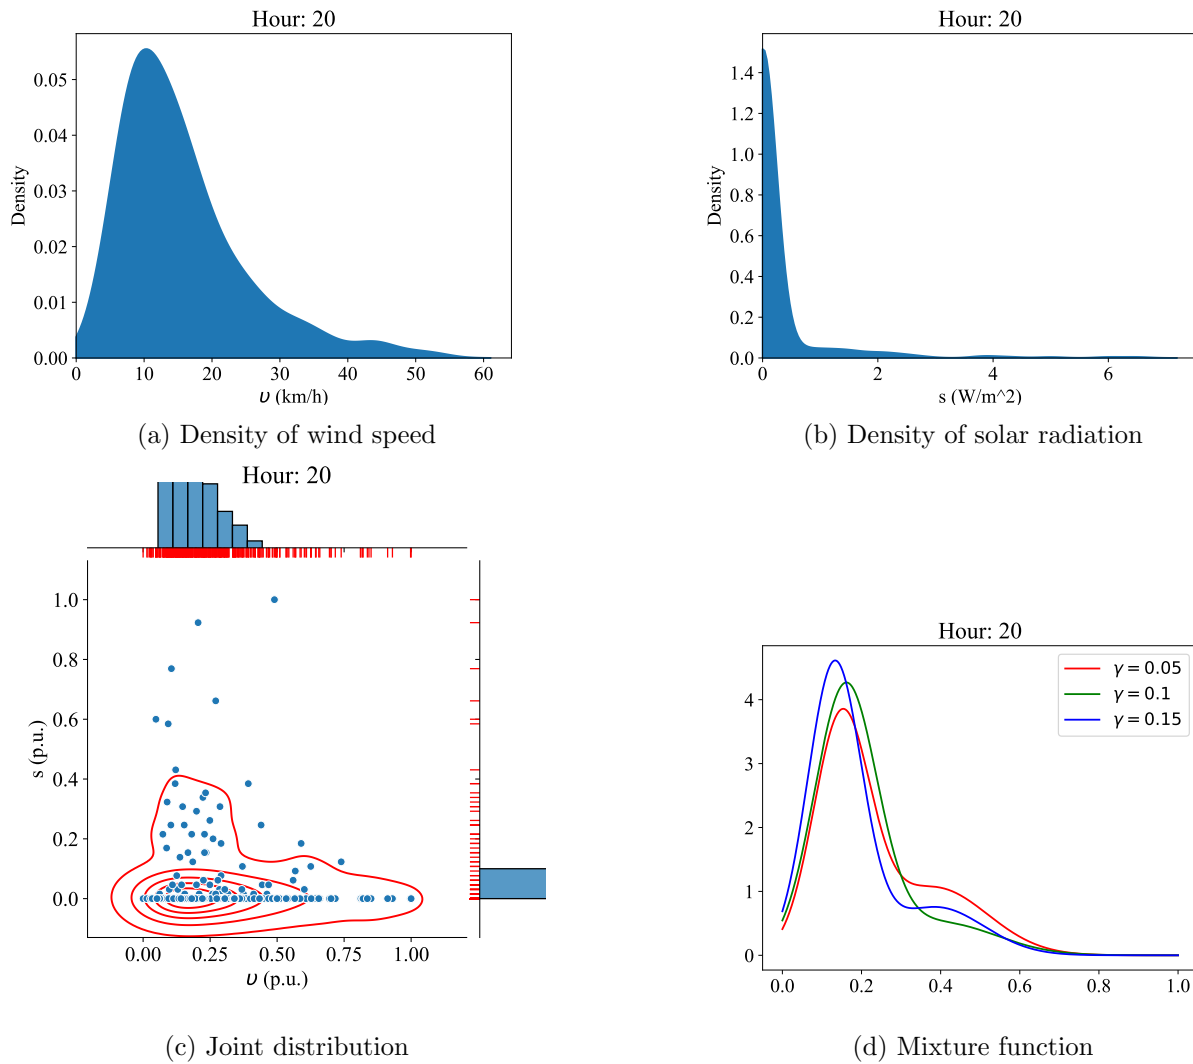 Hour: 20
0.05
0.04
0.03
0.02
0.01
0.00
Density
0 10 20 30 40 50 60
υ (km/h)
(a) Density of wind speed
Hour: 20
1.4
1.2
1.0
0.8
0.6
0.4
0.2
0.0
Density
0 2 4 6
s (W/m^2)
(b) Density of solar radiation
Hour: 20
1.0
0.8
0.6
0.4
0.2
0.0
s (p.u.)
0.00 0.25 0.50 0.75 1.00
υ (p.u.)
(c) Joint distribution
Hour: 20
γ = 0.05
γ = 0.1
γ = 0.15
4
3
2
1
0
0.0 0.2 0.4 0.6 0.8 1.0
(d) Mixture function